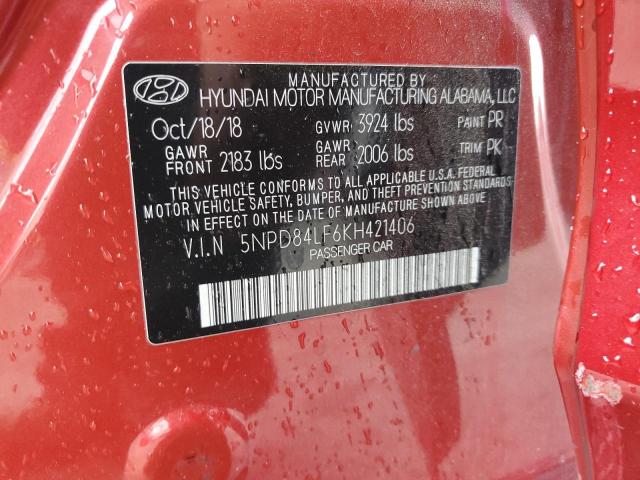 MANUFACTURED BY
HYUNDAI MOTOR MANUFACTURING ALABAMA, LLC
Oct/18/18 GVWR 3924 lbs PAINT PR
GAWR FRONT 2183 lbs GAWR REAR 2006 lbs TRIM PK
THIS VEHICLE CONFORMS TO ALL APPLICABLE U.S.A. FEDERAL
MOTOR VEHICLE SAFETY, BUMPER, AND THEFT PREVENTION STANDARDS
IN EFFECT ON THE DATE OF MANUFACTURE SHOWN ABOVE.
V.I.N 5NPD84LF6KH421406
PASSENGER CAR